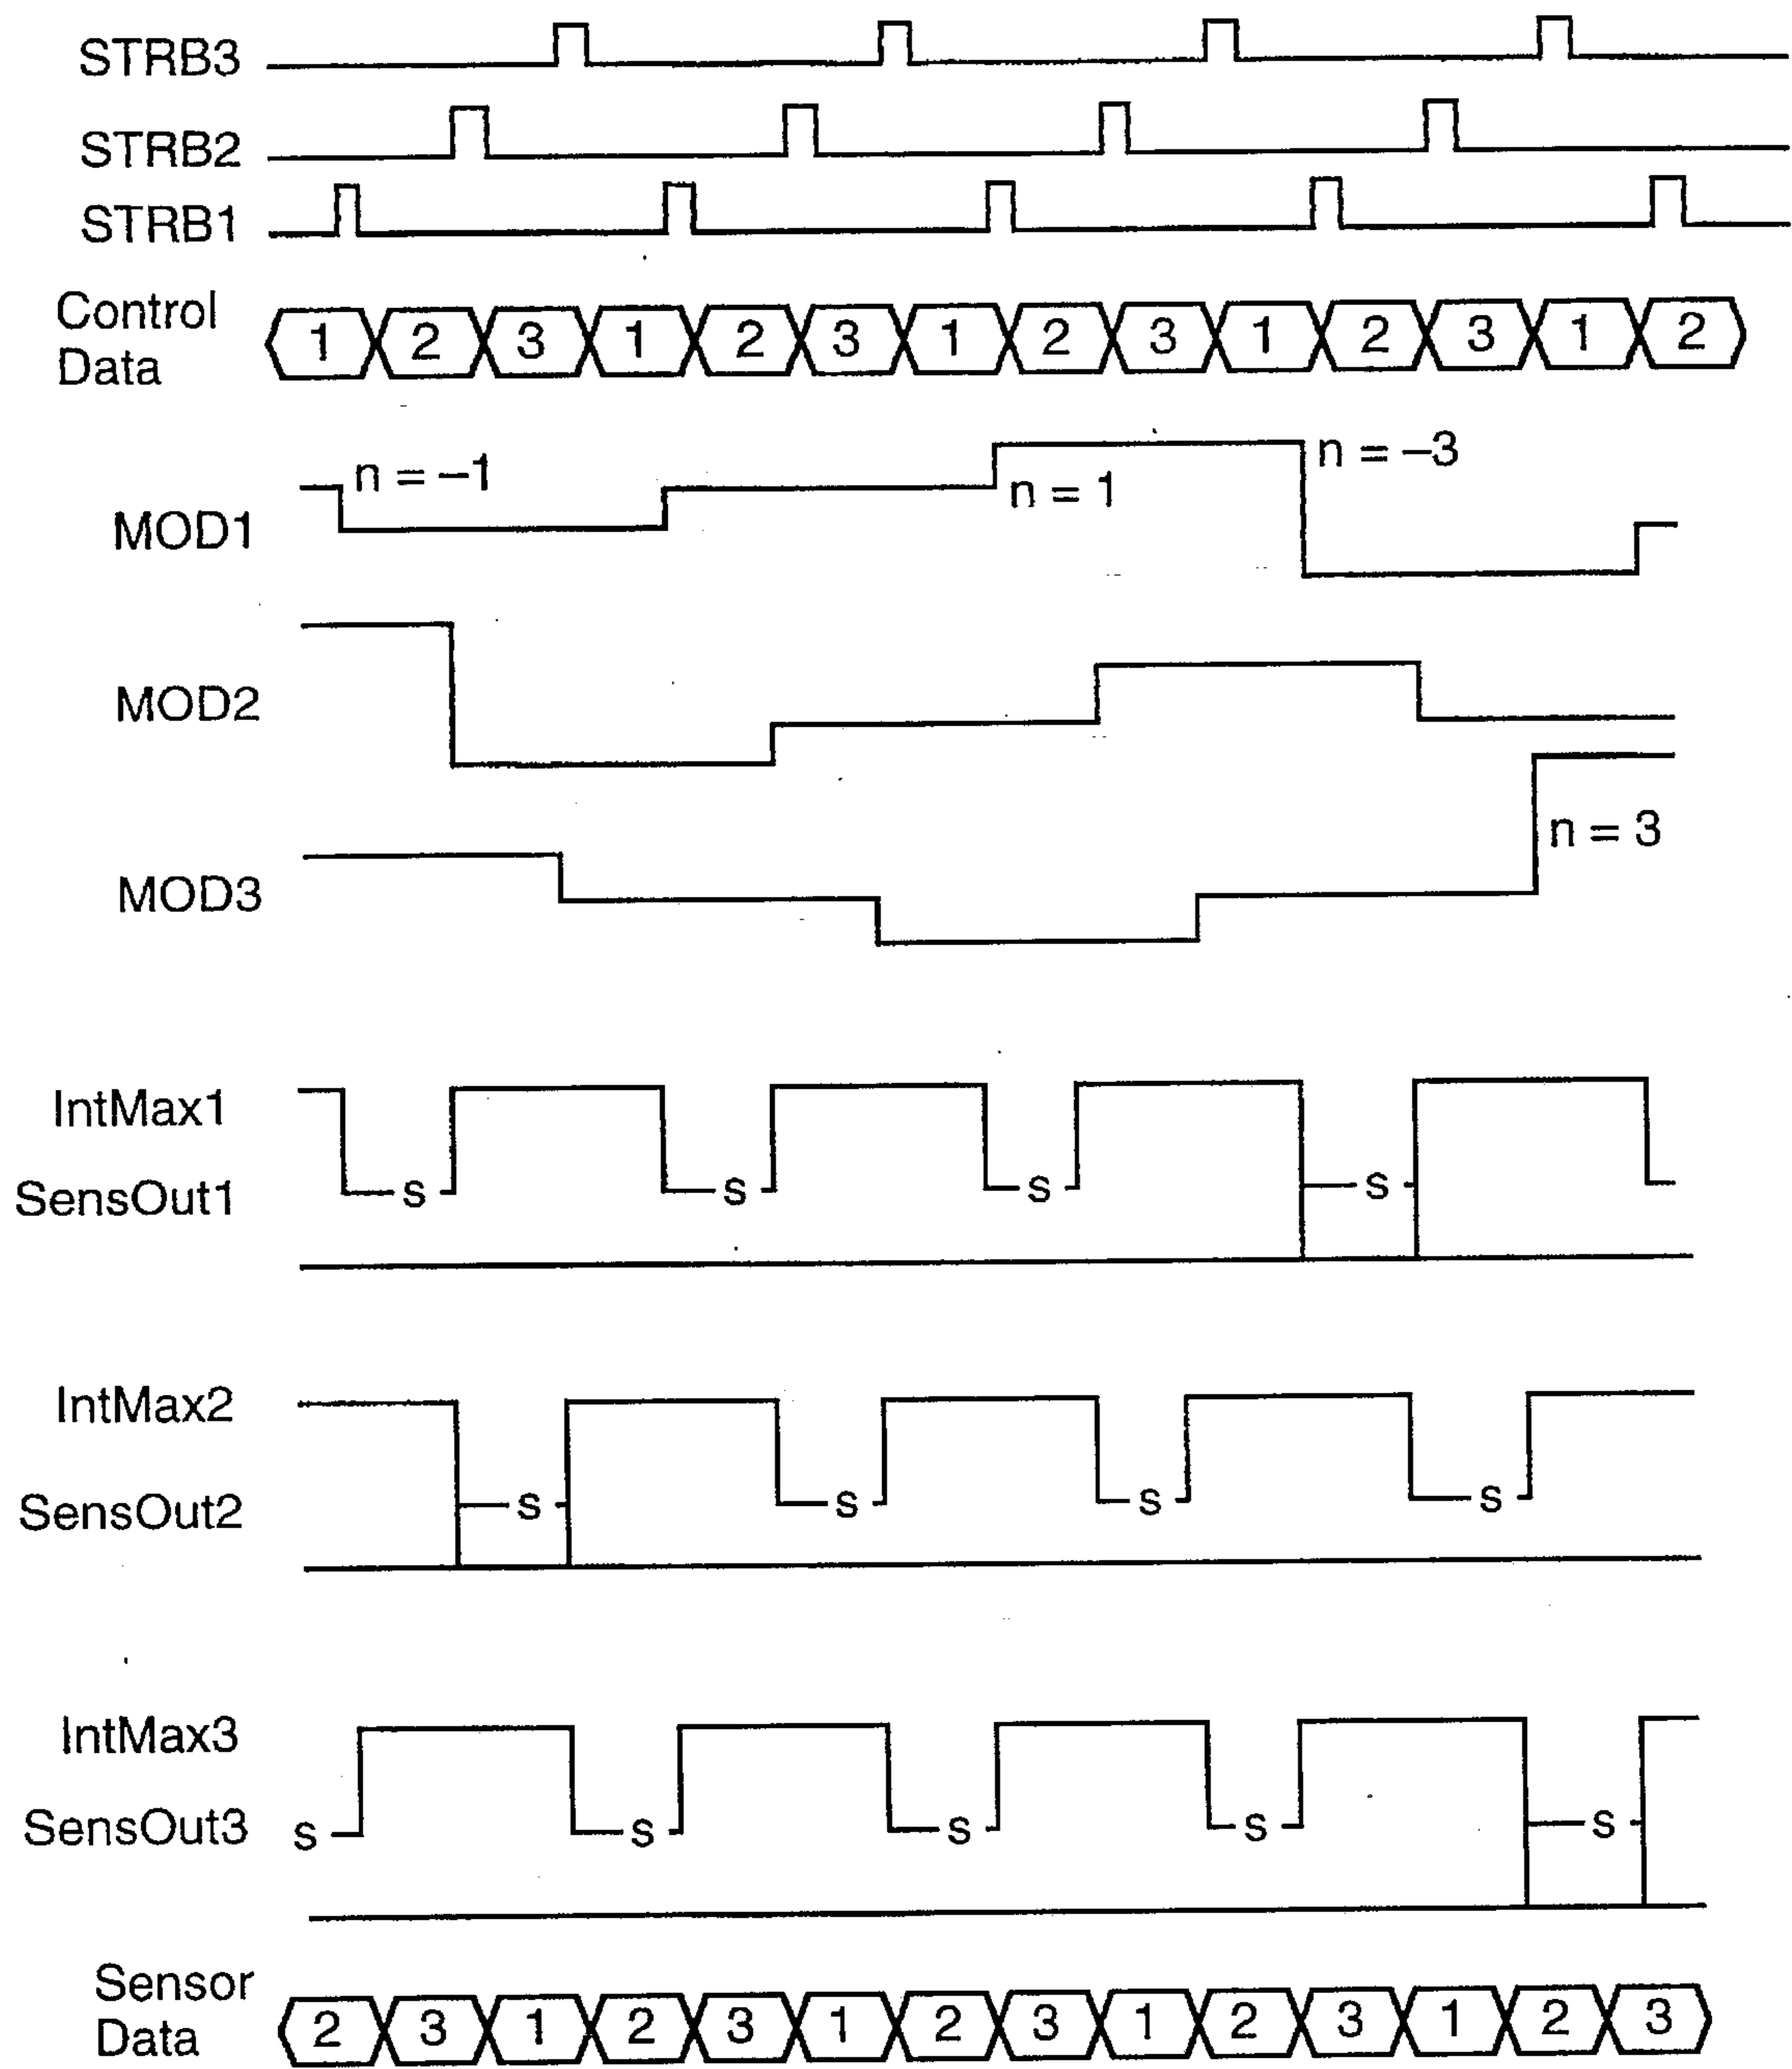 STRB3
STRB2
STRB1
Control
Data
1 2 3 1 2 3 1 2 3 1 2 3 1 2
n = –1
n = 1
n = –3
MOD1
MOD2
n = 3
MOD3
IntMax1
SensOut1
s s s s
IntMax2
SensOut2
s s s s
IntMax3
SensOut3
s s s s s
Sensor
Data
2 3 1 2 3 1 2 3 1 2 3 1 2 3